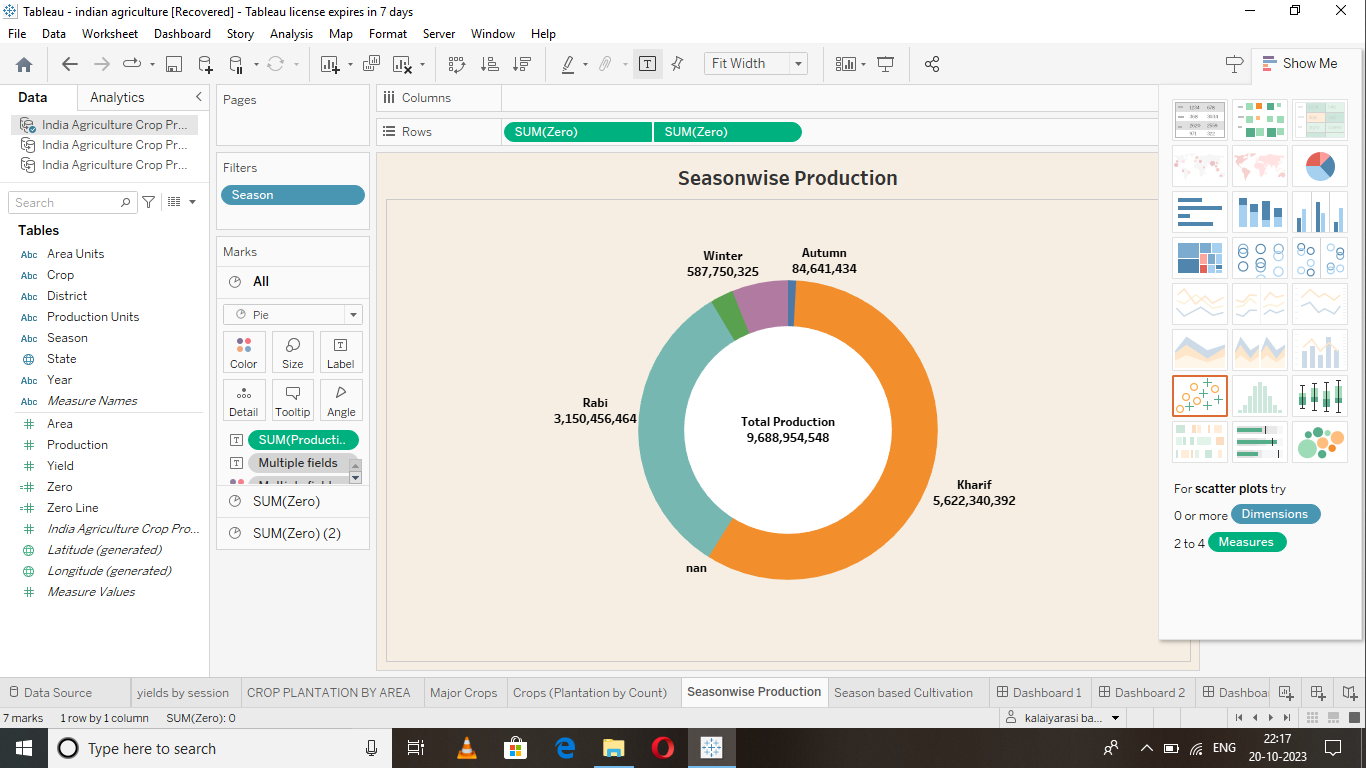 Tableau - indian agriculture [Recovered] - Tableau license expires in 7 days
File Data Worksheet Dashboard Story Analysis Map Format Server Window Help
Fit Width
Show Me
Data Analytics
India Agriculture Crop Pr...
India Agriculture Crop Pr...
India Agriculture Crop Pr...
Search
Tables
Abc Area Units
Abc Crop
Abc District
Abc Production Units
Abc Season
State
Abc Year
Abc Measure Names
Area
Production
Yield
Zero
Zero Line
India Agriculture Crop Pro...
Latitude (generated)
Longitude (generated)
Measure Values
Pages
Filters
Season
Marks
All
Pie
Color Size Label
Detail Tooltip Angle
SUM(Producti..
Multiple fields
SUM(Zero)
SUM(Zero) (2)
Columns
Rows
SUM(Zero) SUM(Zero)
Seasonwise Production
Winter
587,750,325
Autumn
84,641,434
Rabi
3,150,456,464
Total Production
9,688,954,548
Kharif
5,622,340,392
nan
For scatter plots try
0 or more Dimensions
2 to 4 Measures
Data Source yields by session CROP PLANTATION BY AREA Major Crops Crops (Plantation by Count) Seasonwise Production Season based Cultivation Dashboard 1 Dashboard 2 Dashboa
7 marks 1 row by 1 column SUM(Zero): 0
kalaiyarasi ba...
Type here to search
ENG
22:17
20-10-2023